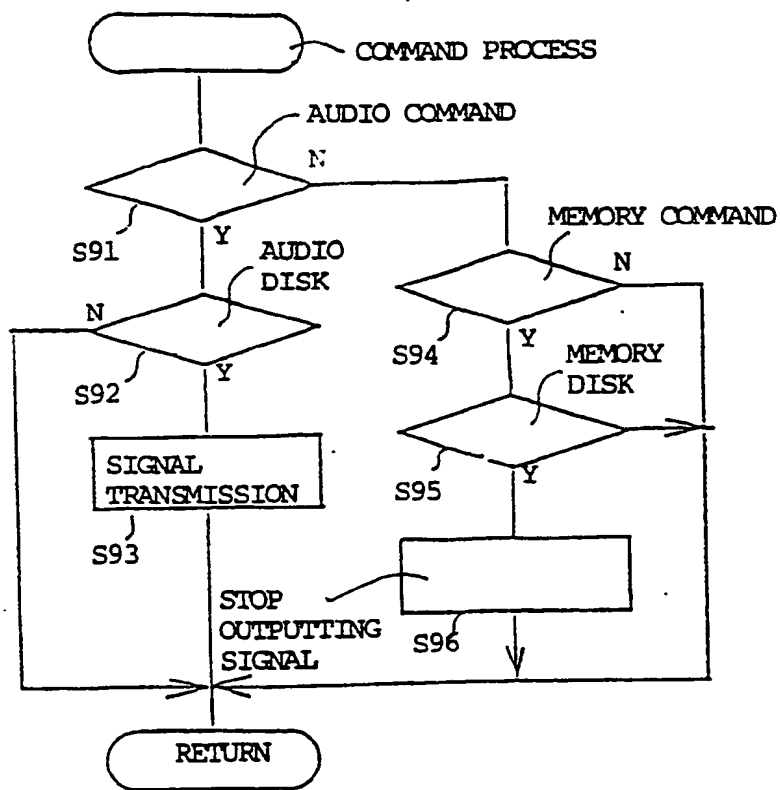 COMMAND PROCESS
AUDIO COMMAND
N
S91
Y
AUDIO
DISK
MEMORY COMMAND
N
N
S92
Y
S94
Y
MEMORY
DISK
SIGNAL
TRANSMISSION
S93
S95
Y
STOP
OUTPUTTING
SIGNAL
S96
RETURN